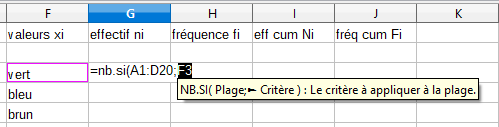 F G H I J K
valeurs xi effectif ni fréquence fi eff cum Ni fréq cum Fi
vert =nb.si(A1:D20;F3
NB.SI( Plage;► Critère ) : Le critère à appliquer à la plage.
bleu
brun